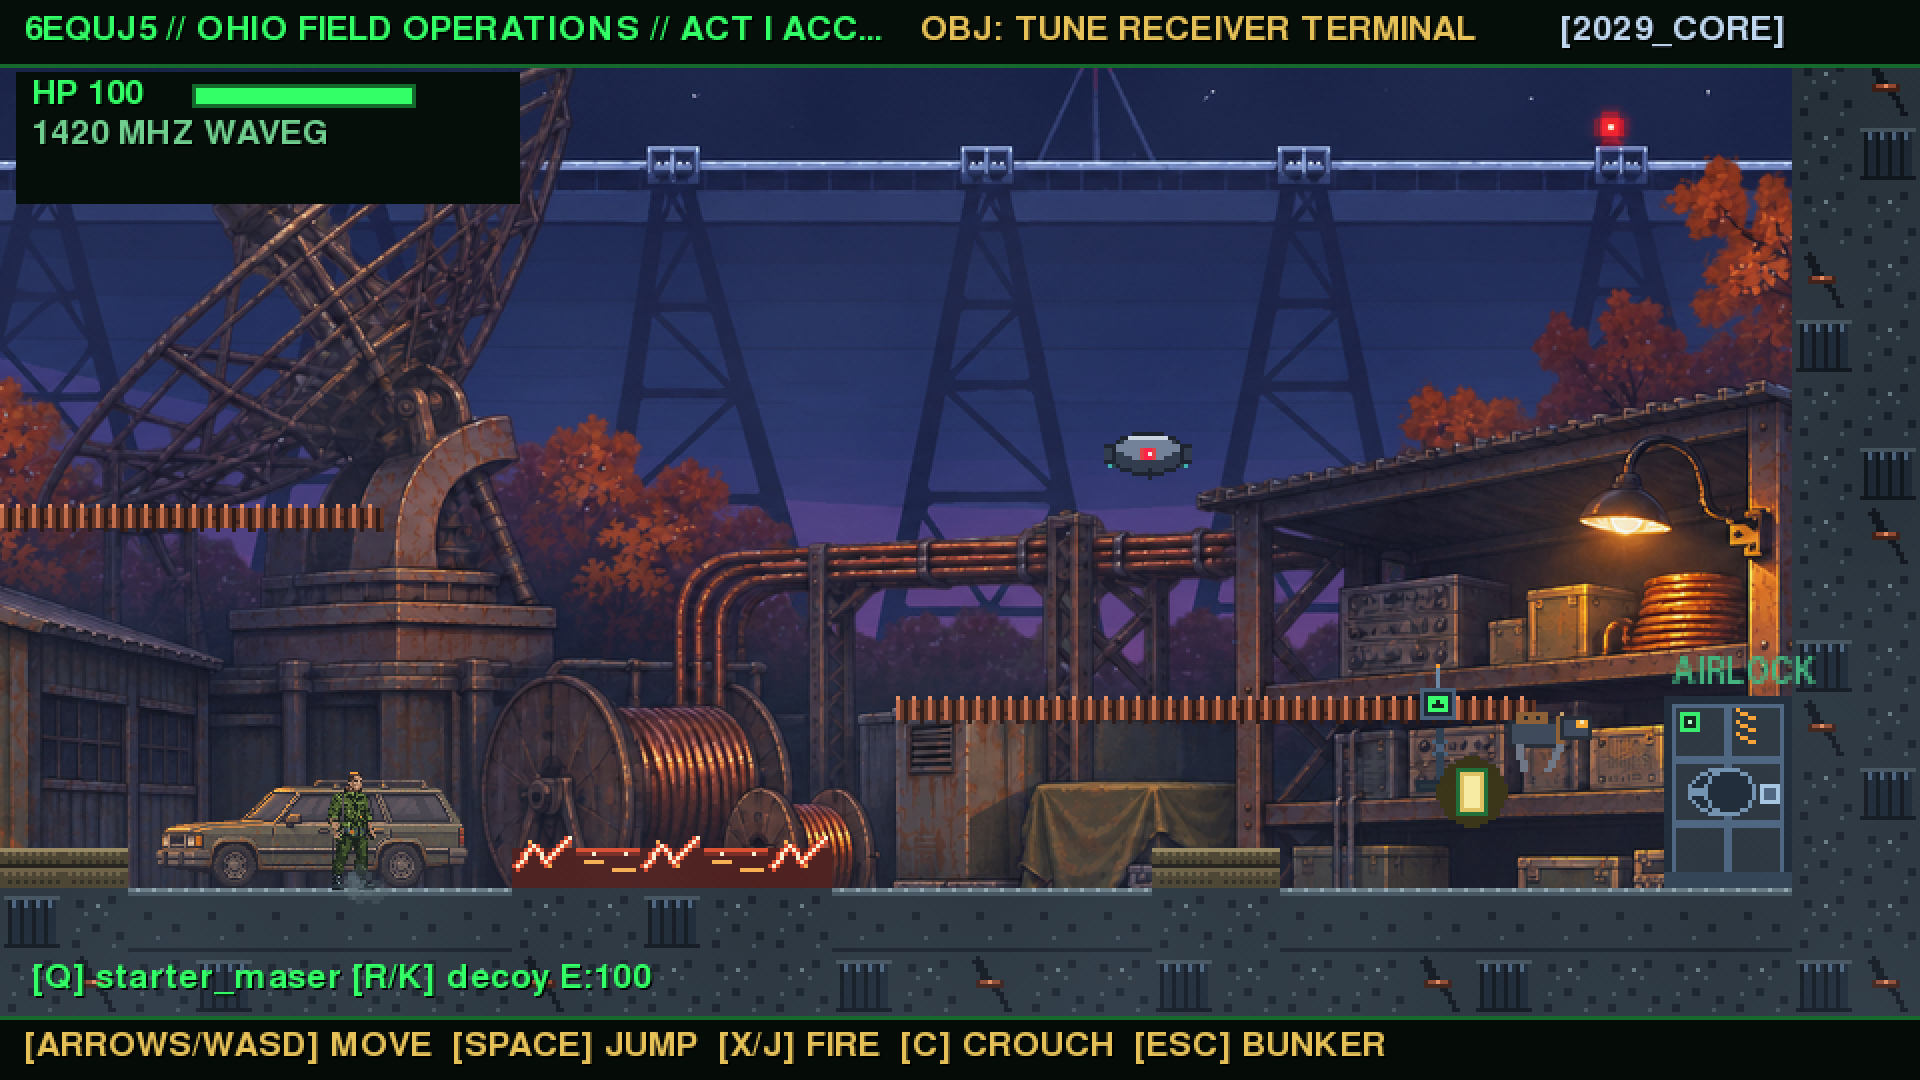 6EQUJ5 // OHIO FIELD OPERATIONS // ACT I ACC... OBJ: TUNE RECEIVER TERMINAL [2029_CORE]
HP 100
1420 MHZ WAVEG
AIRLOCK
[Q] starter_maser [R/K] decoy E:100
[ARROWS/WASD] MOVE [SPACE] JUMP [X/J] FIRE [C] CROUCH [ESC] BUNKER